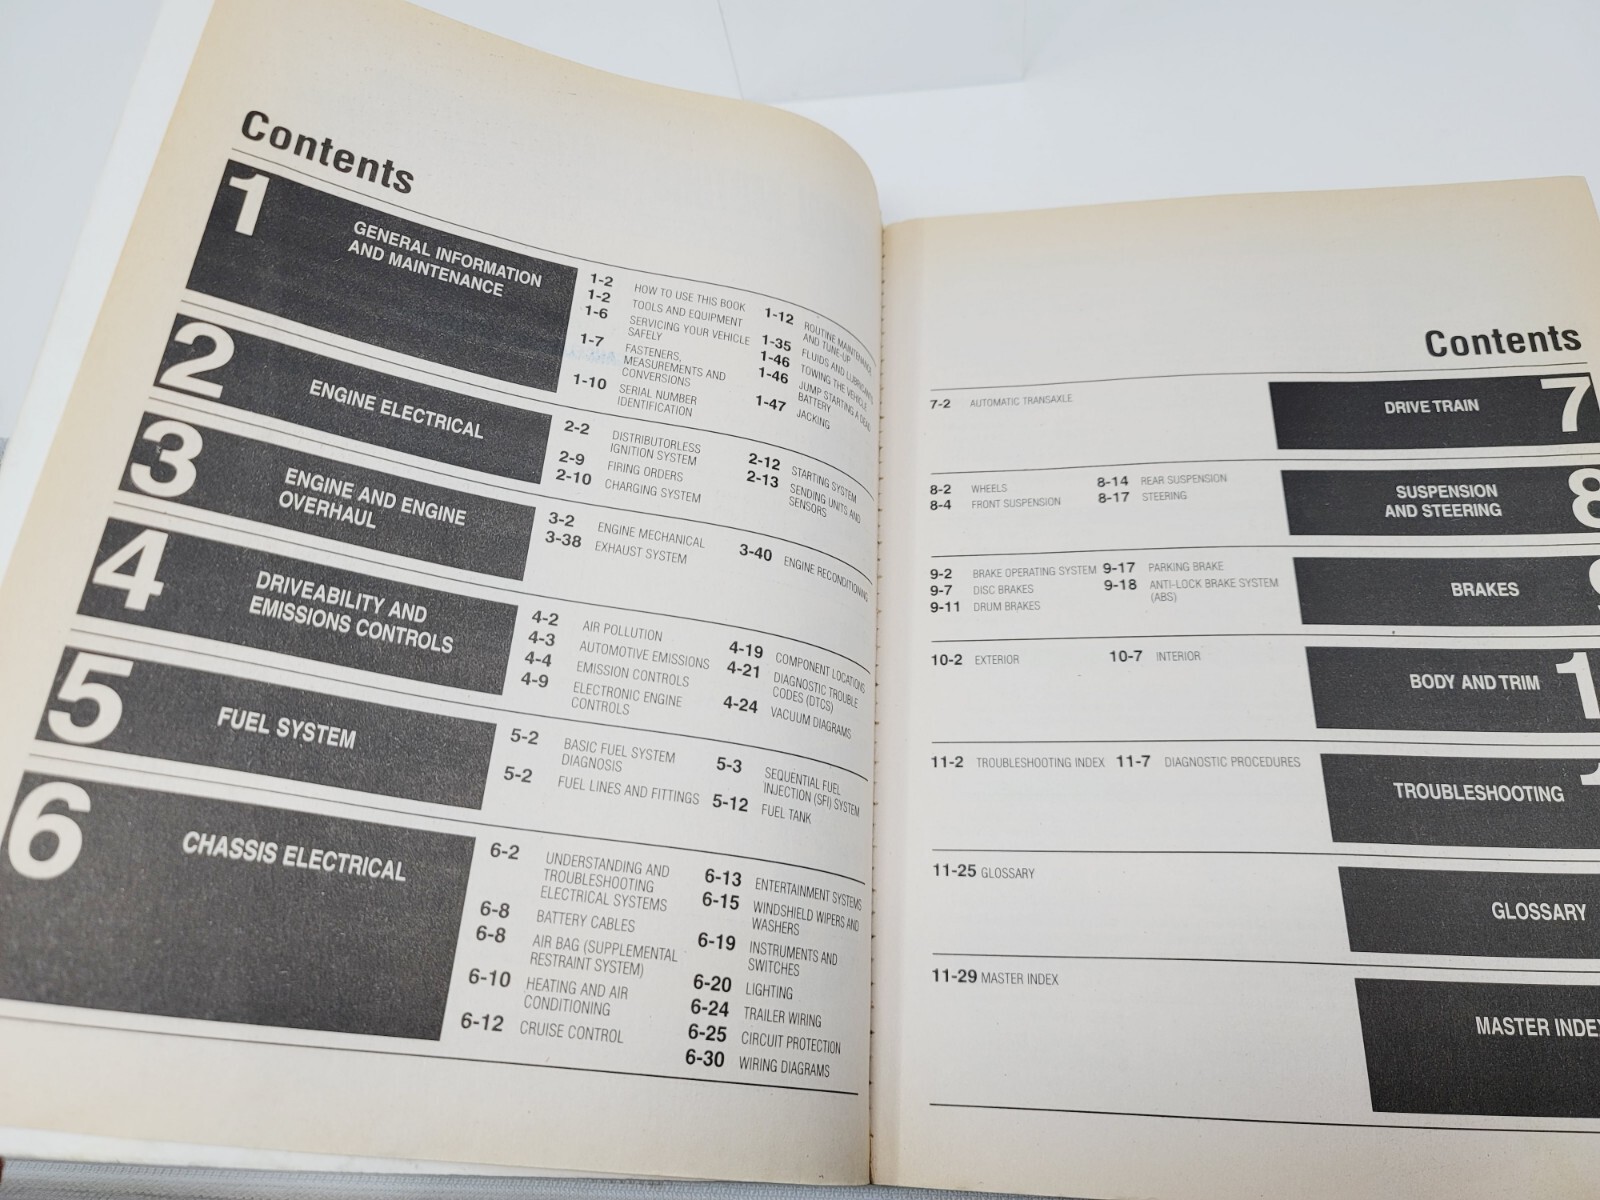 Contents
1
GENERAL INFORMATION
AND MAINTENANCE
1-2 HOW TO USE THIS BOOK
1-2 TOOLS AND EQUIPMENT
1-6 SERVICING YOUR VEHICLE
SAFELY
1-7 FASTENERS,
MEASUREMENTS AND
CONVERSIONS
1-10 SERIAL NUMBER
IDENTIFICATION
1-12 ROUTINE MAINTENANCE
AND TUNE-UP
1-35 FLUIDS AND LUBRICANTS
1-46 TOWING THE VEHICLE
1-46 JUMP STARTING A DEAD
BATTERY
1-47 JACKING
2
ENGINE ELECTRICAL
2-2 DISTRIBUTORLESS
IGNITION SYSTEM
2-9 FIRING ORDERS
2-10 CHARGING SYSTEM
2-12 STARTING SYSTEM
2-13 SENDING UNITS AND
SENSORS
3
ENGINE AND ENGINE
OVERHAUL
3-2 ENGINE MECHANICAL
3-38 EXHAUST SYSTEM
3-40 ENGINE RECONDITIONING
4
DRIVEABILITY AND
EMISSIONS CONTROLS
4-2 AIR POLLUTION
4-3 AUTOMOTIVE EMISSIONS
4-4 EMISSION CONTROLS
4-9 ELECTRONIC ENGINE
CONTROLS
4-19 COMPONENT LOCATIONS
4-21 DIAGNOSTIC TROUBLE
CODES (DTCS)
4-24 VACUUM DIAGRAMS
5
FUEL SYSTEM
5-2 BASIC FUEL SYSTEM
DIAGNOSIS
5-2 FUEL LINES AND FITTINGS
5-3 SEQUENTIAL FUEL
INJECTION (SFI) SYSTEM
5-12 FUEL TANK
6
CHASSIS ELECTRICAL
6-2 UNDERSTANDING AND
TROUBLESHOOTING
ELECTRICAL SYSTEMS
6-8 BATTERY CABLES
6-8 AIR BAG (SUPPLEMENTAL
RESTRAINT SYSTEM)
6-10 HEATING AND AIR
CONDITIONING
6-12 CRUISE CONTROL
6-13 ENTERTAINMENT SYSTEMS
6-15 WINDSHIELD WIPERS AND
WASHERS
6-19 INSTRUMENTS AND
SWITCHES
6-20 LIGHTING
6-24 TRAILER WIRING
6-25 CIRCUIT PROTECTION
6-30 WIRING DIAGRAMS
Contents
7-2 AUTOMATIC TRANSAXLE
DRIVE TRAIN
7
8-2 WHEELS
8-4 FRONT SUSPENSION
8-14 REAR SUSPENSION
8-17 STEERING
SUSPENSION
AND STEERING
8
9-2 BRAKE OPERATING SYSTEM
9-7 DISC BRAKES
9-11 DRUM BRAKES
9-17 PARKING BRAKE
9-18 ANTI-LOCK BRAKE SYSTEM
(ABS)
BRAKES
9
10-2 EXTERIOR
10-7 INTERIOR
BODY AND TRIM
1
11-2 TROUBLESHOOTING INDEX
11-7 DIAGNOSTIC PROCEDURES
TROUBLESHOOTING
1
11-25 GLOSSARY
GLOSSARY
11-29 MASTER INDEX
MASTER INDEX